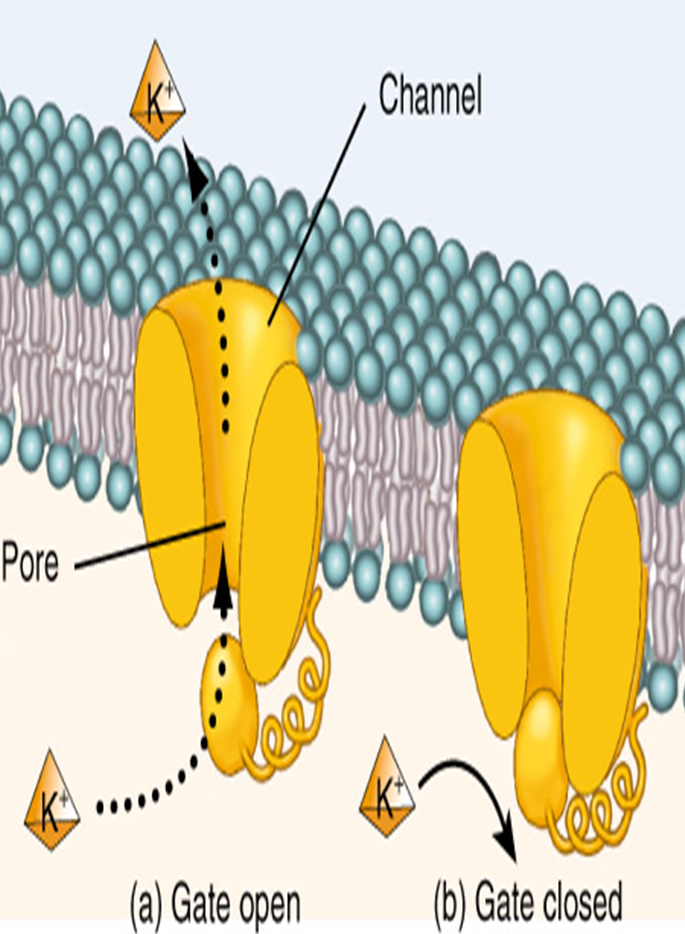 K+
Channel
Pore
K+
K+
(a) Gate open
(b) Gate closed